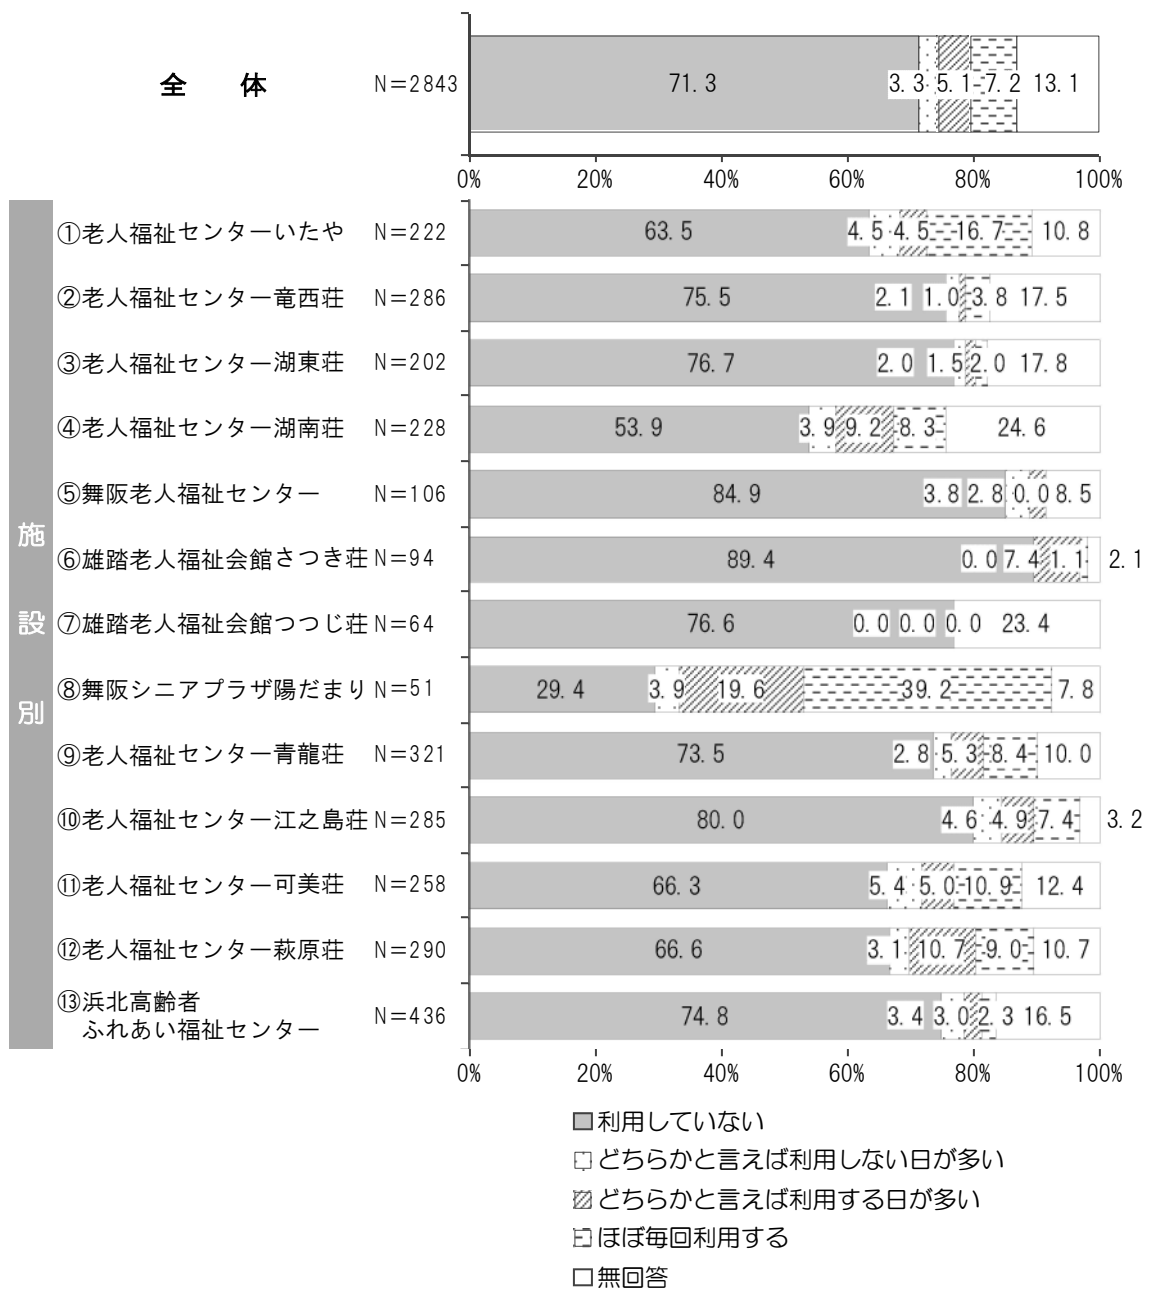 全 体 N=2843 71.3 3.3 5.1 7.2 13.1
0% 20% 40% 60% 80% 100%
施設別
①老人福祉センターいたや N=222 63.5 4.5 4.5 16.7 10.8
②老人福祉センター竜西荘 N=286 75.5 2.1 1.0 3.8 17.5
③老人福祉センター湖東荘 N=202 76.7 2.0 1.5 2.0 17.8
④老人福祉センター湖南荘 N=228 53.9 3.9 9.2 8.3 24.6
⑤舞阪老人福祉センター N=106 84.9 3.8 2.8 0.0 8.5
⑥雄踏老人福祉会館さつき荘 N=94 89.4 0.0 7.4 1.1 2.1
⑦雄踏老人福祉会館つつじ荘 N=64 76.6 0.0 0.0 0.0 23.4
⑧舞阪シニアプラザ陽だまり N=51 29.4 3.9 19.6 39.2 7.8
⑨老人福祉センター青龍荘 N=321 73.5 2.8 5.3 8.4 10.0
⑩老人福祉センター江之島荘 N=285 80.0 4.6 4.9 7.4 3.2
⑪老人福祉センター可美荘 N=258 66.3 5.4 5.0 10.9 12.4
⑫老人福祉センター萩原荘 N=290 66.6 3.1 10.7 9.0 10.7
⑬浜北高齢者
ふれあい福祉センター N=436 74.8 3.4 3.0 2.3 16.5
0% 20% 40% 60% 80% 100%
利用していない
どちらかと言えば利用しない日が多い
どちらかと言えば利用する日が多い
ほぼ毎回利用する
無回答